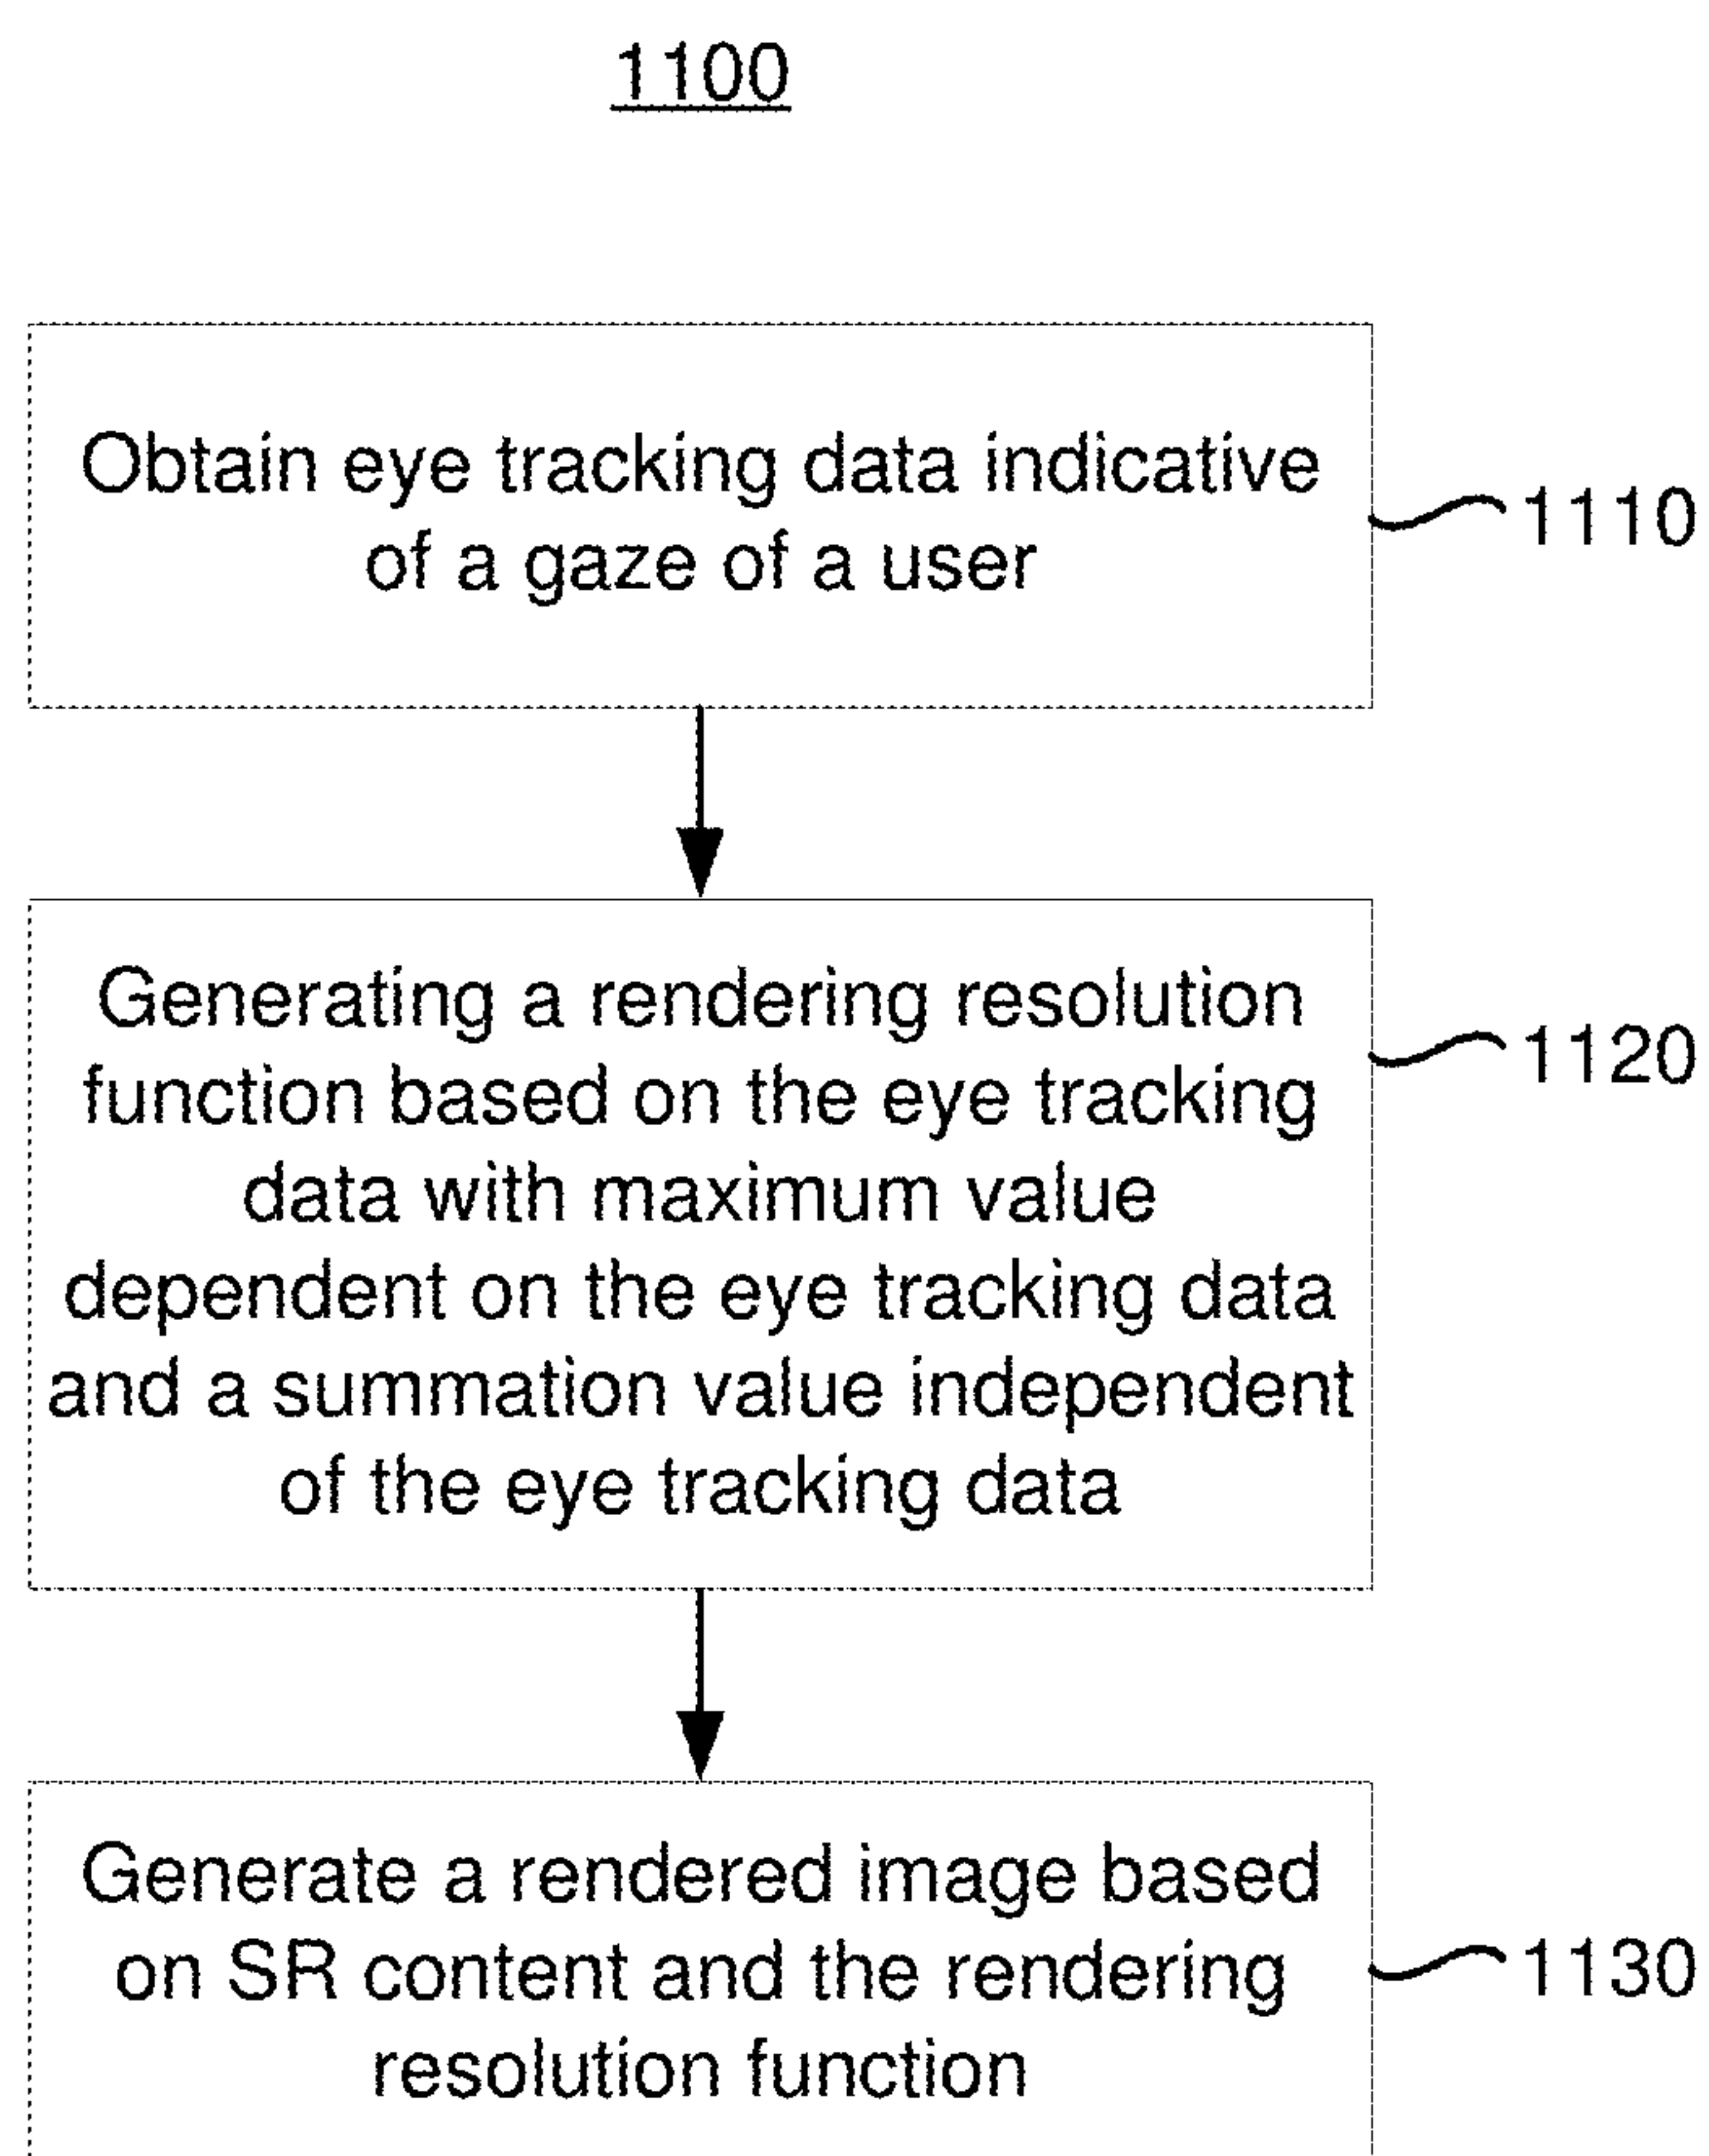 1100
Obtain eye tracking data indicative
of a gaze of a user
1110
Generating a rendering resolution
function based on the eye tracking
data with maximum value
dependent on the eye tracking data
and a summation value independent
of the eye tracking data
1120
Generate a rendered image based
on SR content and the rendering
resolution function
1130